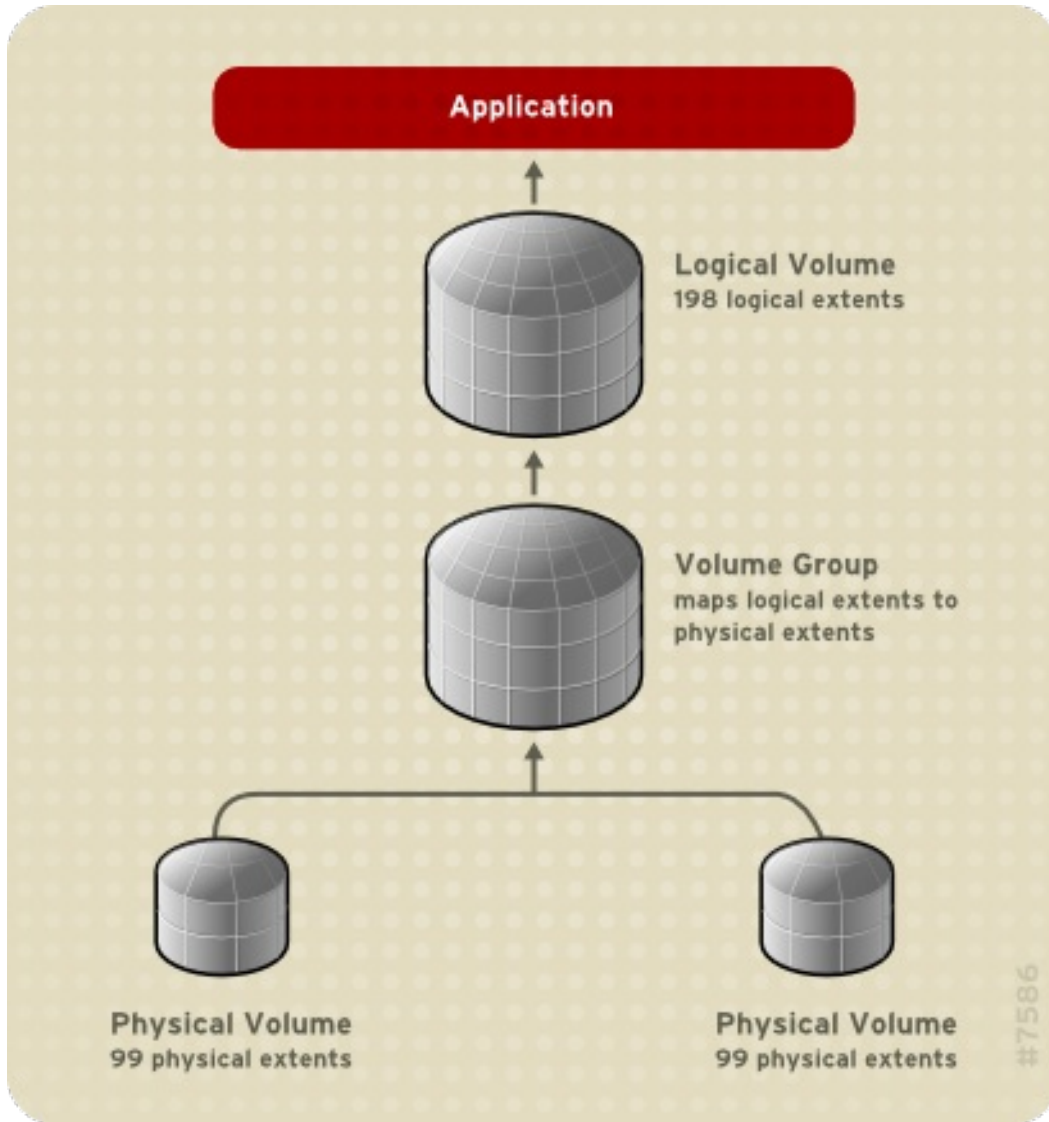 Application
Logical Volume
198 logical extents
Volume Group
maps logical extents to
physical extents
Physical Volume
99 physical extents
Physical Volume
99 physical extents
#7586